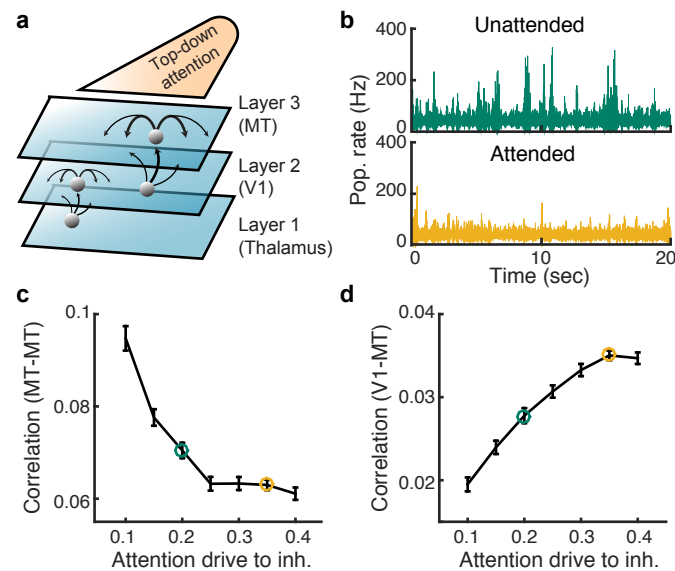 a
Top-down
attention
Layer 3
(MT)
Layer 2
(V1)
Layer 1
(Thalamus)
b
Unattended
400
200
0
Attended
400
200
0
Pop. rate (Hz)
0
10
20
Time (sec)
c
0.1
0.08
0.06
Correlation (MT-MT)
0.1
0.2
0.3
0.4
Attention drive to inh.
d
0.04
0.03
0.02
Correlation (V1-MT)
0.1
0.2
0.3
0.4
Attention drive to inh.